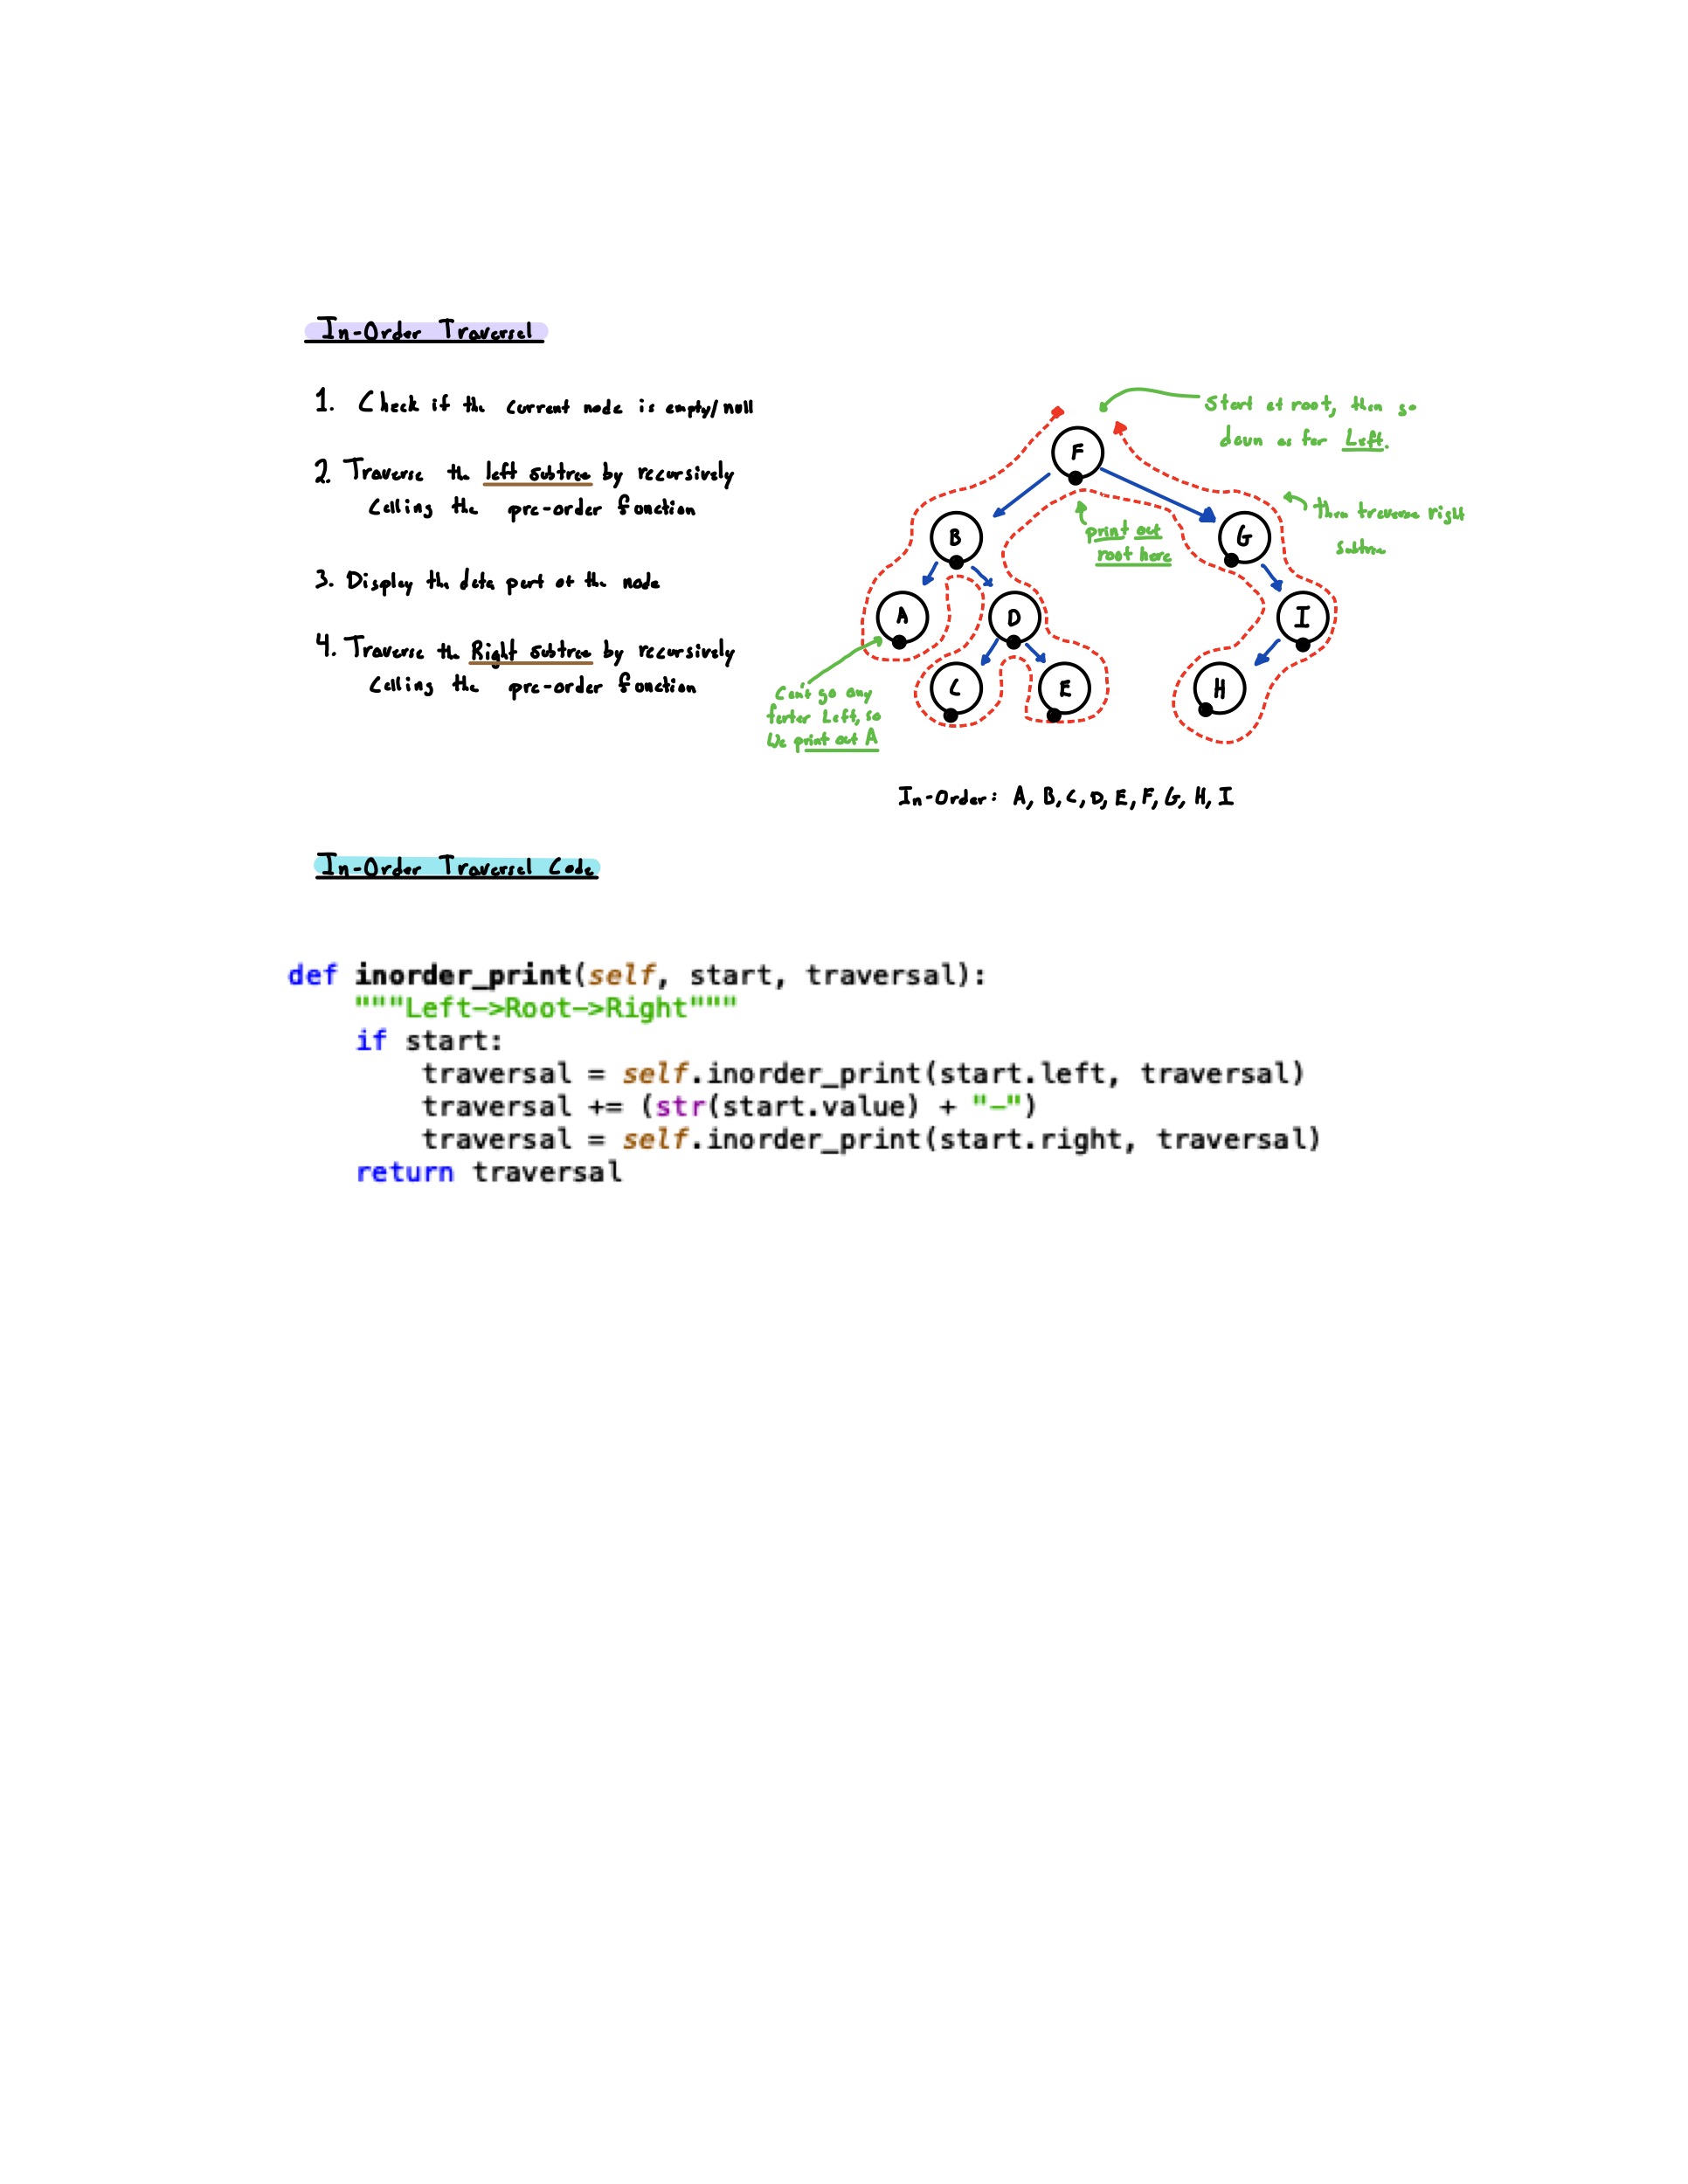 In-Order Traversal
1. Check if the current node is empty/null
2. Traverse the left subtree by recursively
Calling the pre-order function
3. Display the data part of the node
4. Traverse the Right subtree by recursively
Calling the pre-order function
Start at root, then go
down as far Left.
F
then traverse right
subtree
print out
root here
B
G
A
D
I
C
E
H
Can't go any
farter Left, so
We print out A
In-Order: A, B, C, D, E, F, G, H, I
In-Order Traversal Code
def inorder_print(self, start, traversal):
"""Left->Root->Right"""
if start:
traversal = self.inorder_print(start.left, traversal)
traversal += (str(start.value) + "-")
traversal = self.inorder_print(start.right, traversal)
return traversal